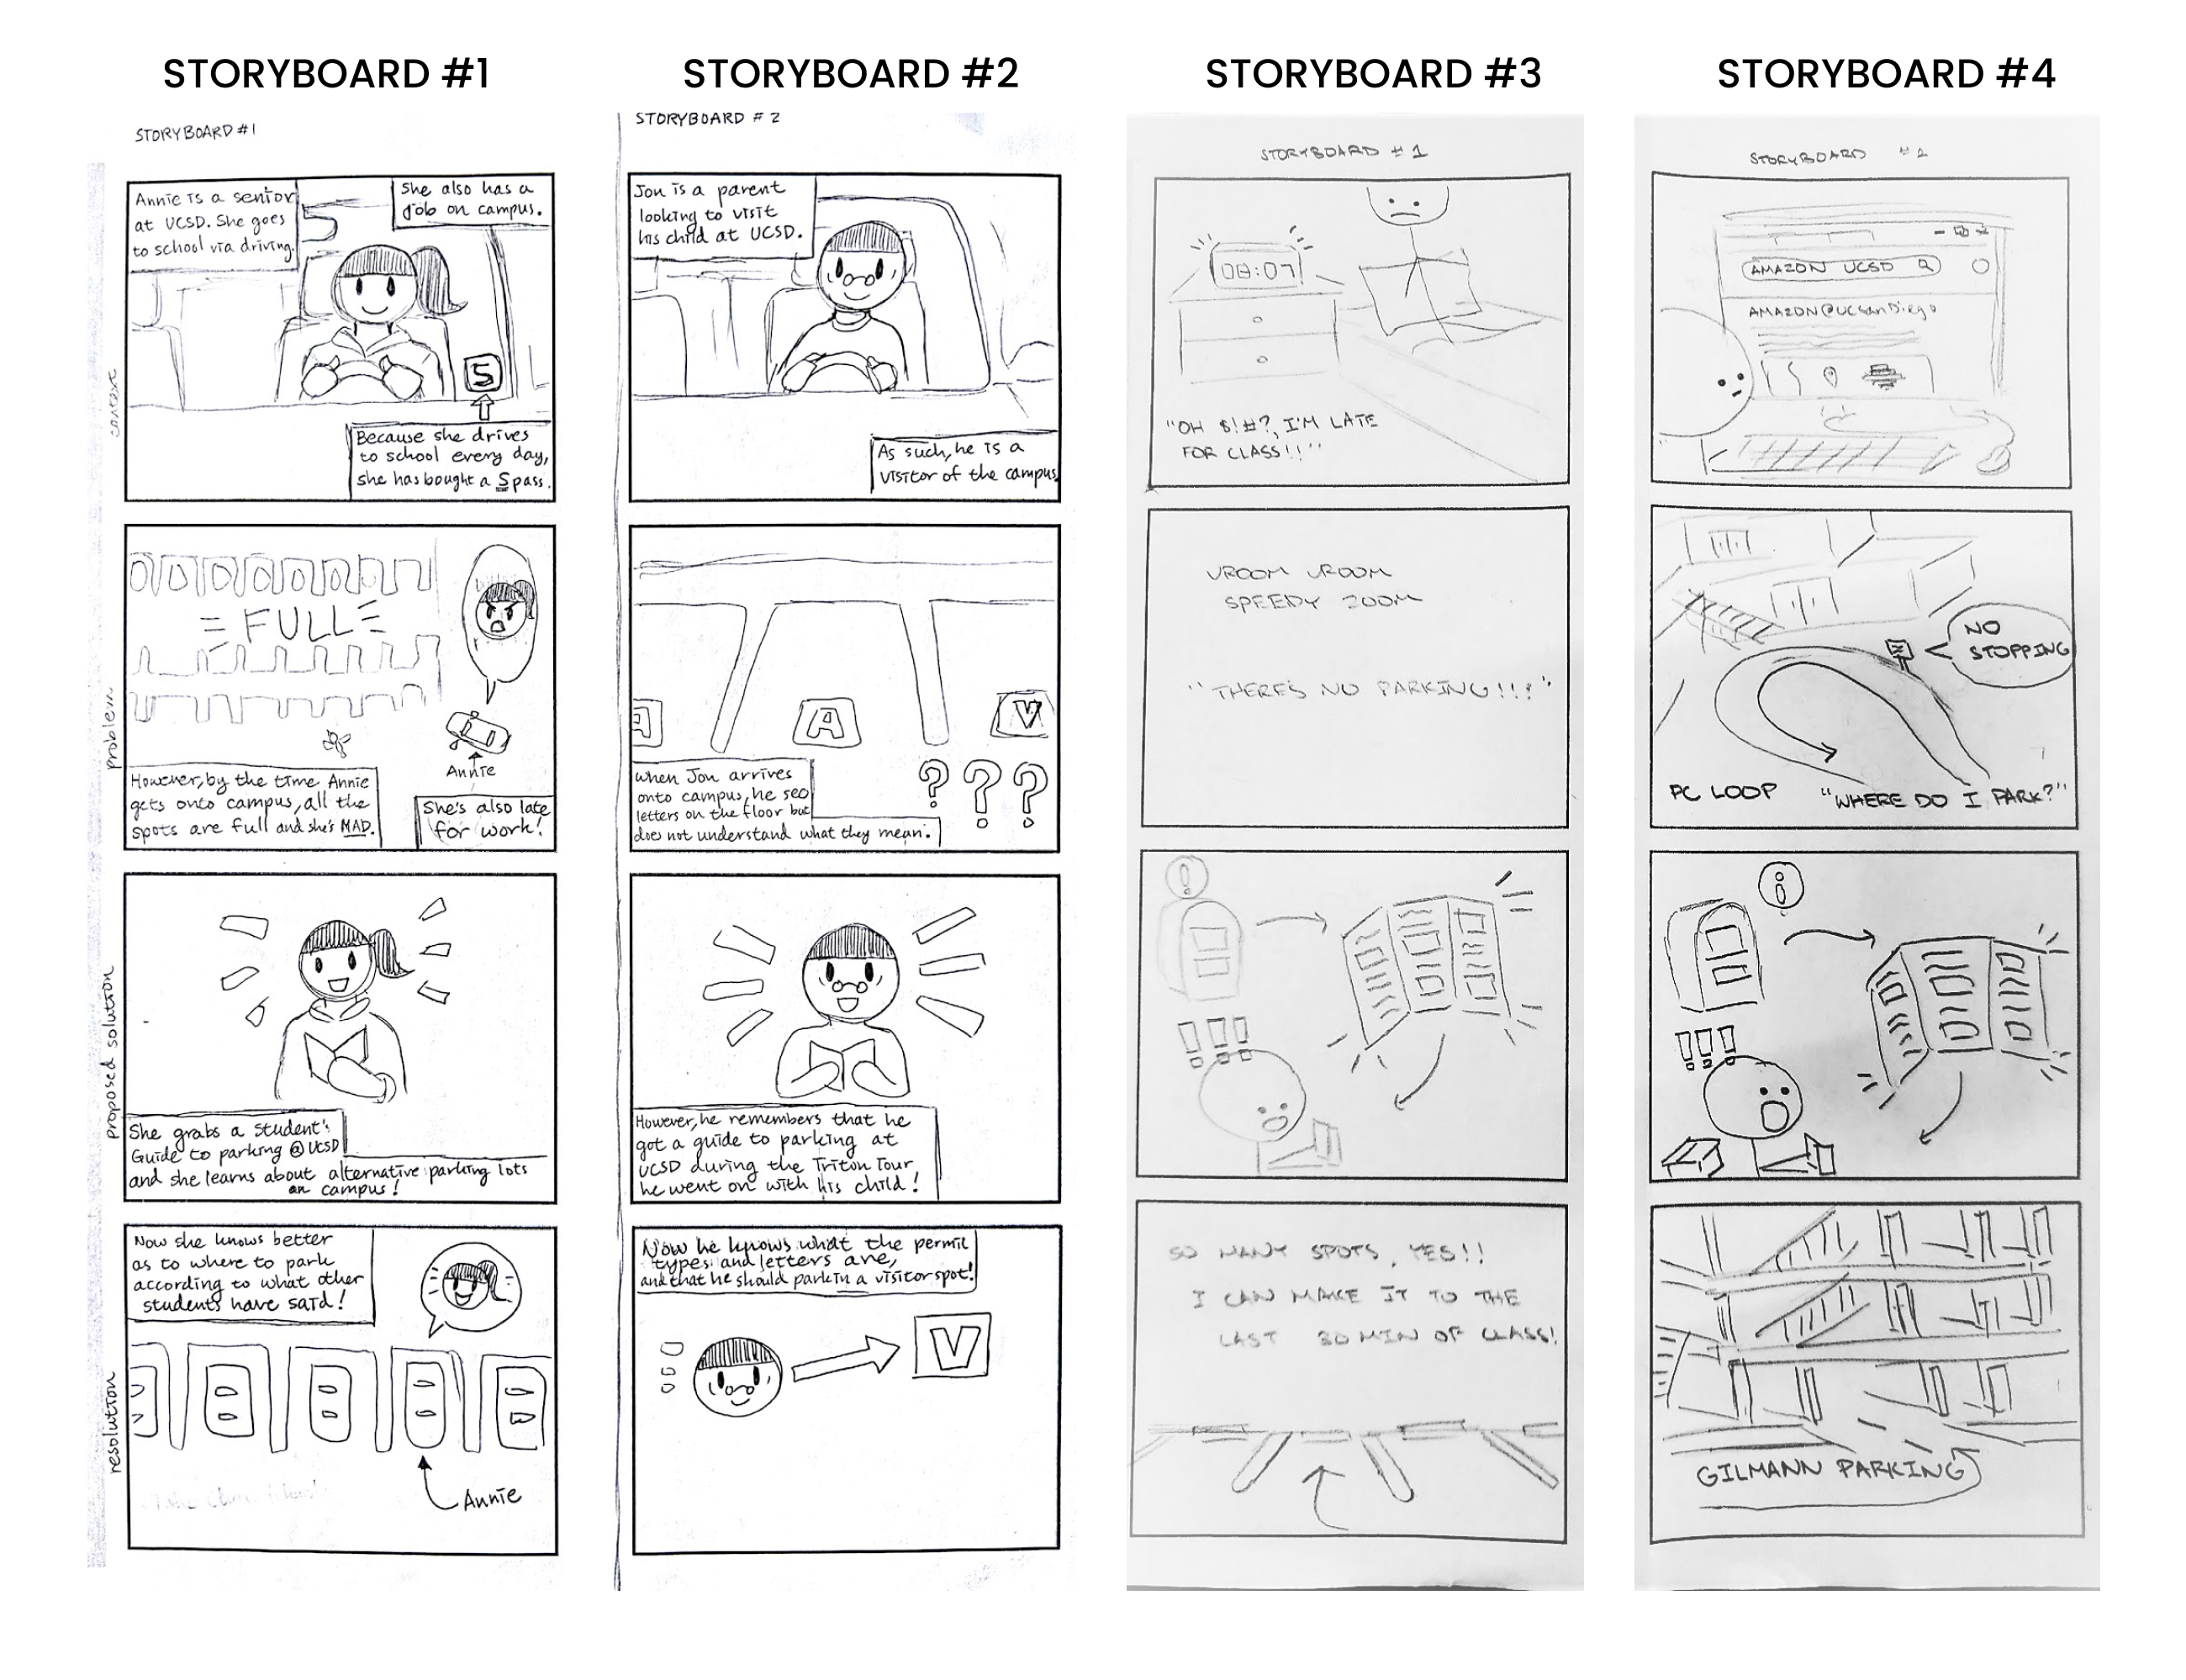 STORYBOARD #1
STORYBOARD #1
context
Annie is a senior
at UCSD. She goes
to school via driving.
She also has a
job on campus.
S
Because she drives
to school every day,
she has bought a S pass.
problem
FULL
Annie
However, by the time Annie
gets onto campus, all the
spots are full and she's MAD.
She's also late
for work!
proposed solution
She grabs a student's
Guide to parking @ UCSD
and she learns about alternative parking lots
on campus!
resolution
Now she knows better
as to where to park
according to what other
students have said!
Annie
STORYBOARD #2
STORYBOARD # 2
Jon is a parent
looking to visit
his child at UCSD.
As such, he is a
visitor of the campus
A
A
V
When Jon arrives
onto campus, he see
letters on the floor but
does not understand what they mean.
? ? ?
However, he remembers that he
got a guide to parking at
UCSD during the Triton Tour
he went on with his child!
Now he knows what the permit
types and letters are,
and that he should park in a visitor spot!
V
STORYBOARD #3
STORYBOARD # 1
08:07
"OH $!#?, I'M LATE
FOR CLASS!!"
VROOM VROOM
SPEEDY ZOOM
"THERE'S NO PARKING!!!"
!
!!!
SO MANY SPOTS, YES!!
I CAN MAKE IT TO THE
LAST 30 MIN OF CLASS!
STORYBOARD #4
STORYBOARD # 2
AMAZON UCSD
AMAZON@UCsanDiego
NO
STOPPING
PC LOOP
"WHERE DO I PARK?"
i
!!!
GILMANN PARKING